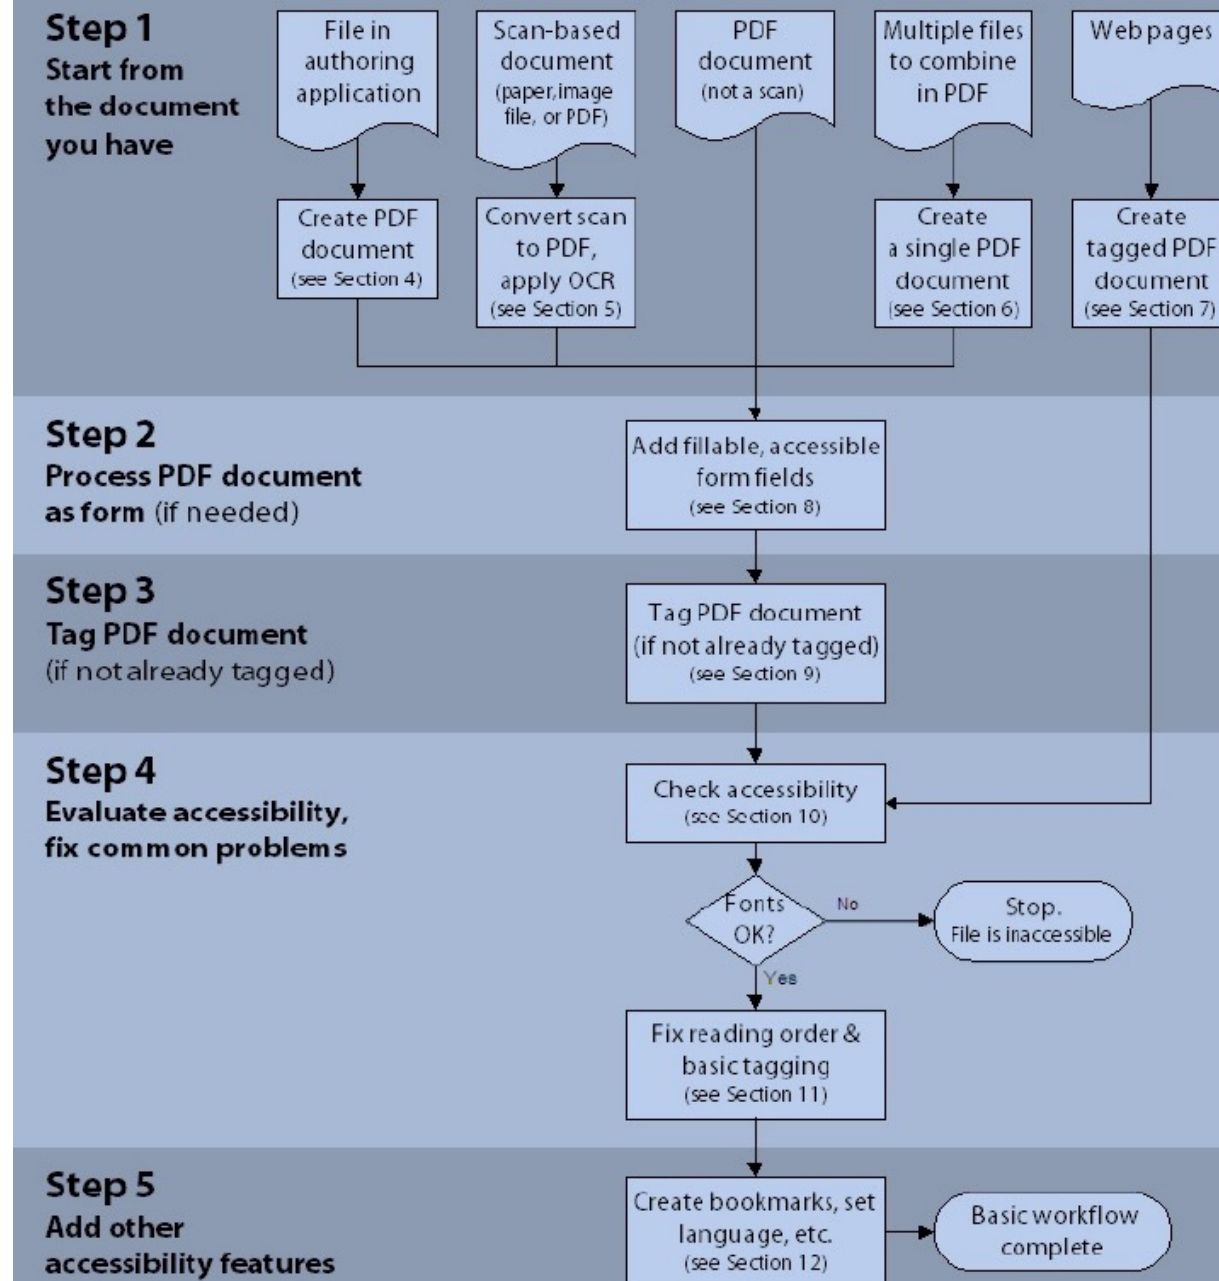 Step 1
Start from
the document
you have
File in
authoring
application
Scan-based
document
(paper, image
file, or PDF)
PDF
document
(not a scan)
Multiple files
to combine
in PDF
Web pages
Create PDF
document
(see Section 4)
Convert scan
to PDF,
apply OCR
(see Section 5)
Create
a single PDF
document
(see Section 6)
Create
tagged PDF
document
(see Section 7)
Step 2
Process PDF document
as form (if needed)
Add fillable, accessible
form fields
(see Section 8)
Step 3
Tag PDF document
(if not already tagged)
Tag PDF document
(if not already tagged)
(see Section 9)
Step 4
Evaluate accessibility,
fix common problems
Check accessibility
(see Section 10)
Fonts
OK?
No
Stop.
File is inaccessible
Yes
Fix reading order &
basic tagging
(see Section 11)
Step 5
Add other
accessibility features
Create bookmarks, set
language, etc.
(see Section 12)
Basic workflow
complete